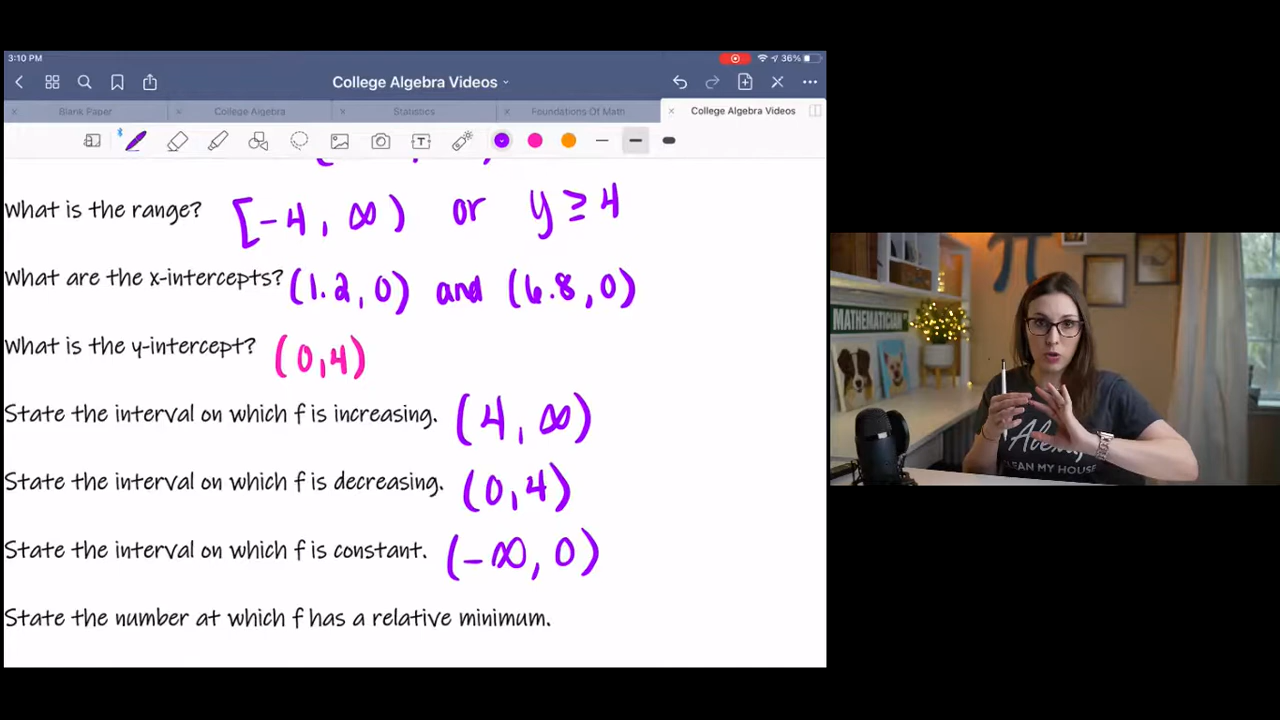 3:10 PM 36%
College Algebra Videos
Blank Paper College Algebra Statistics Foundations Of Math College Algebra Videos
What is the range? [-4, ∞) or y ≥ 4
What are the x-intercepts? (1.2, 0) and (6.8, 0)
What is the y-intercept? (0,4)
State the interval on which f is increasing. (4, ∞)
State the interval on which f is decreasing. (0,4)
State the interval on which f is constant. (-∞, 0)
State the number at which f has a relative minimum.
MATHEMATICIAN
Alexa,
CLEAN MY HOUSE